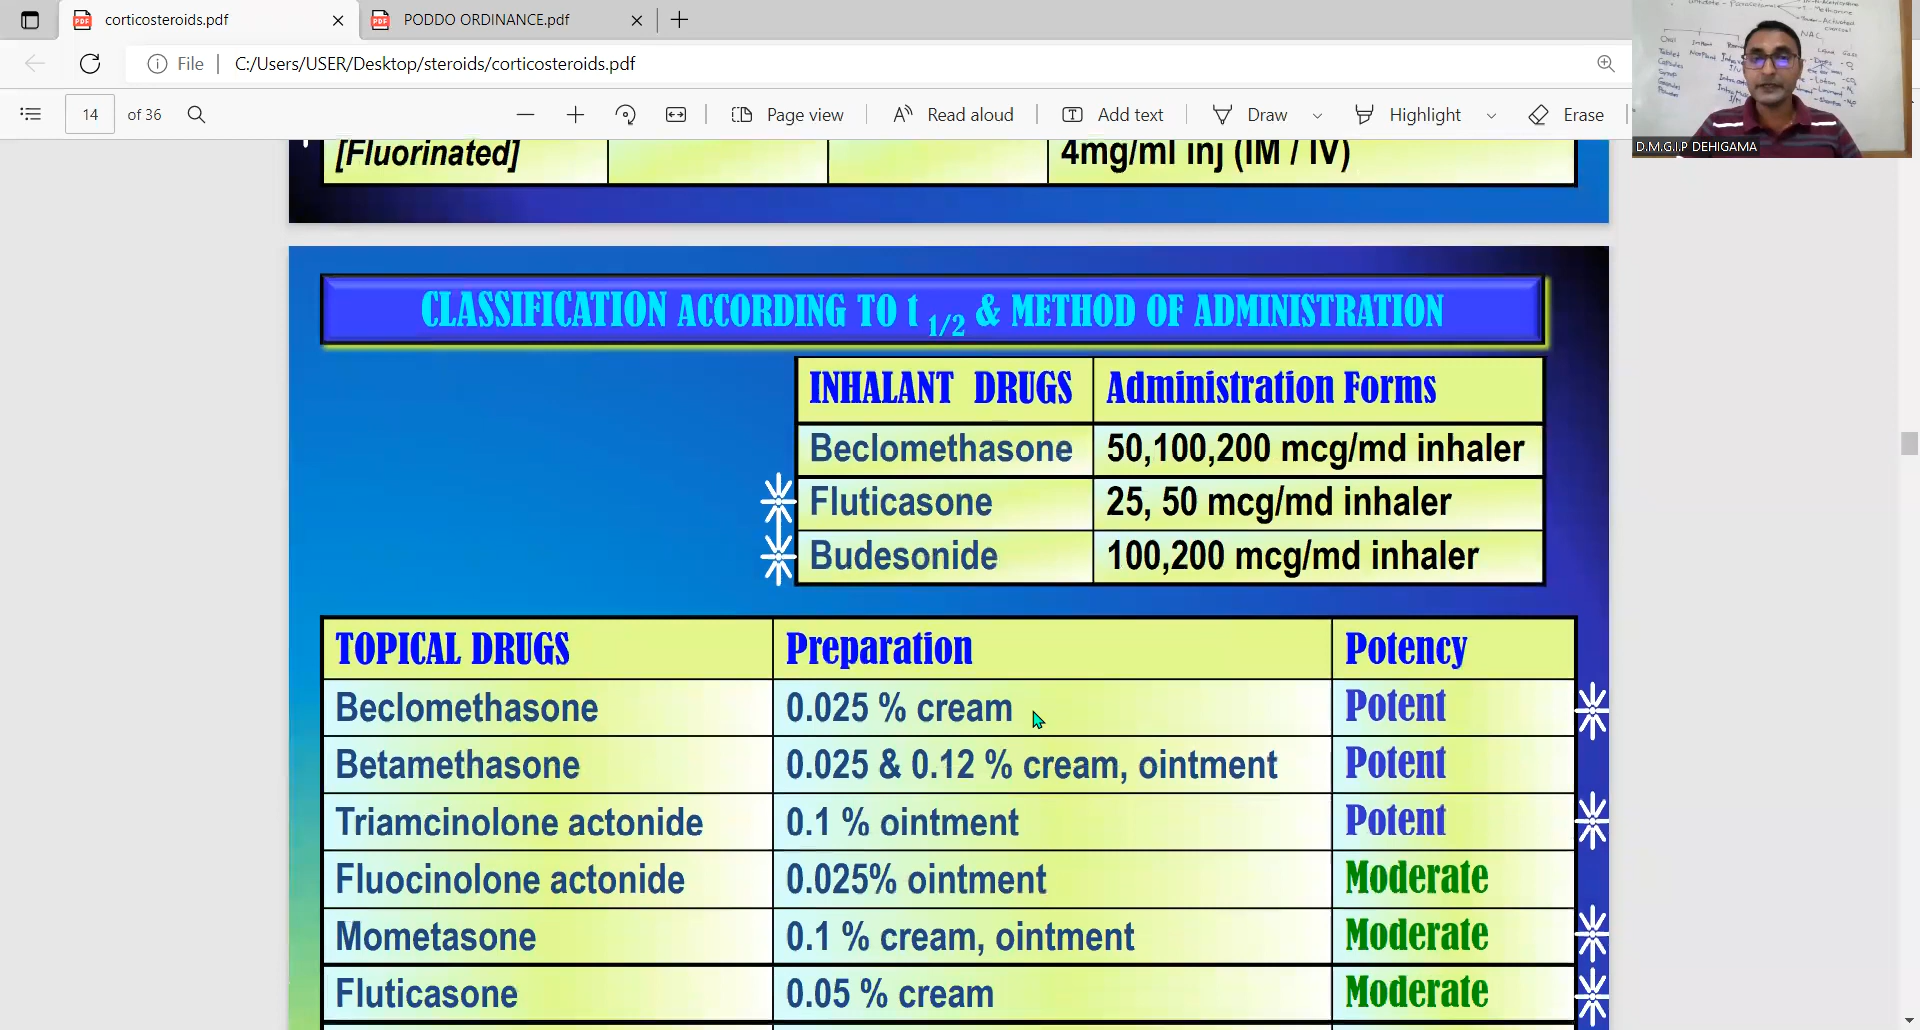 corticosteroids.pdf
PODDO ORDINANCE.pdf
File
C:/Users/USER/Desktop/steroids/corticosteroids.pdf
14 of 36
Page view
Read aloud
Add text
Draw
Highlight
Erase
D.M.G.I.P DEHIGAMA
[Fluorinated]
4mg/ml inj (IM / IV)
CLASSIFICATION ACCORDING TO t 1/2 & METHOD OF ADMINISTRATION
INHALANT DRUGS Administration Forms
Beclomethasone 50,100,200 mcg/md inhaler
Fluticasone 25, 50 mcg/md inhaler
Budesonide 100,200 mcg/md inhaler
TOPICAL DRUGS Preparation Potency
Beclomethasone 0.025 % cream Potent
Betamethasone 0.025 & 0.12 % cream, ointment Potent
Triamcinolone actonide 0.1 % ointment Potent
Fluocinolone actonide 0.025% ointment Moderate
Mometasone 0.1 % cream, ointment Moderate
Fluticasone 0.05 % cream Moderate